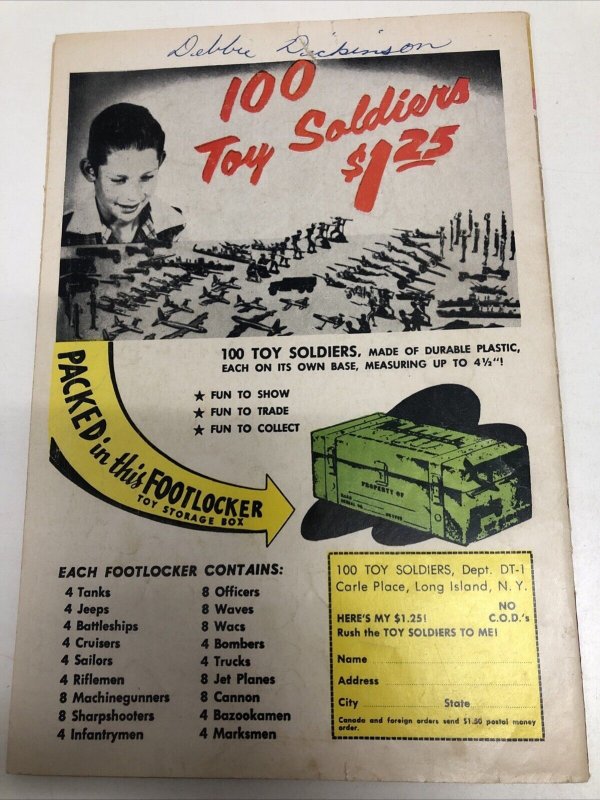 Debbie Dickinson
100
Toy Soldiers
$1.25
100 TOY SOLDIERS, MADE OF DURABLE PLASTIC,
EACH ON ITS OWN BASE, MEASURING UP TO 4½"!
★ FUN TO SHOW
★ FUN TO TRADE
★ FUN TO COLLECT
PACKED in this FOOTLOCKER
TOY STORAGE BOX
PROPERTY OF
EACH FOOTLOCKER CONTAINS:
4 Tanks
4 Jeeps
4 Battleships
4 Cruisers
4 Sailors
4 Riflemen
8 Machinegunners
8 Sharpshooters
4 Infantrymen
8 Officers
8 Waves
8 Wacs
4 Bombers
4 Trucks
8 Jet Planes
8 Cannon
4 Bazookamen
4 Marksmen
100 TOY SOLDIERS, Dept. DT-1
Carle Place, Long Island, N. Y.
HERE'S MY $1.25! NO C.O.D.'s
Rush the TOY SOLDIERS TO ME!
Name
Address
City State
Canada and foreign orders send $1.50 postal money
order.